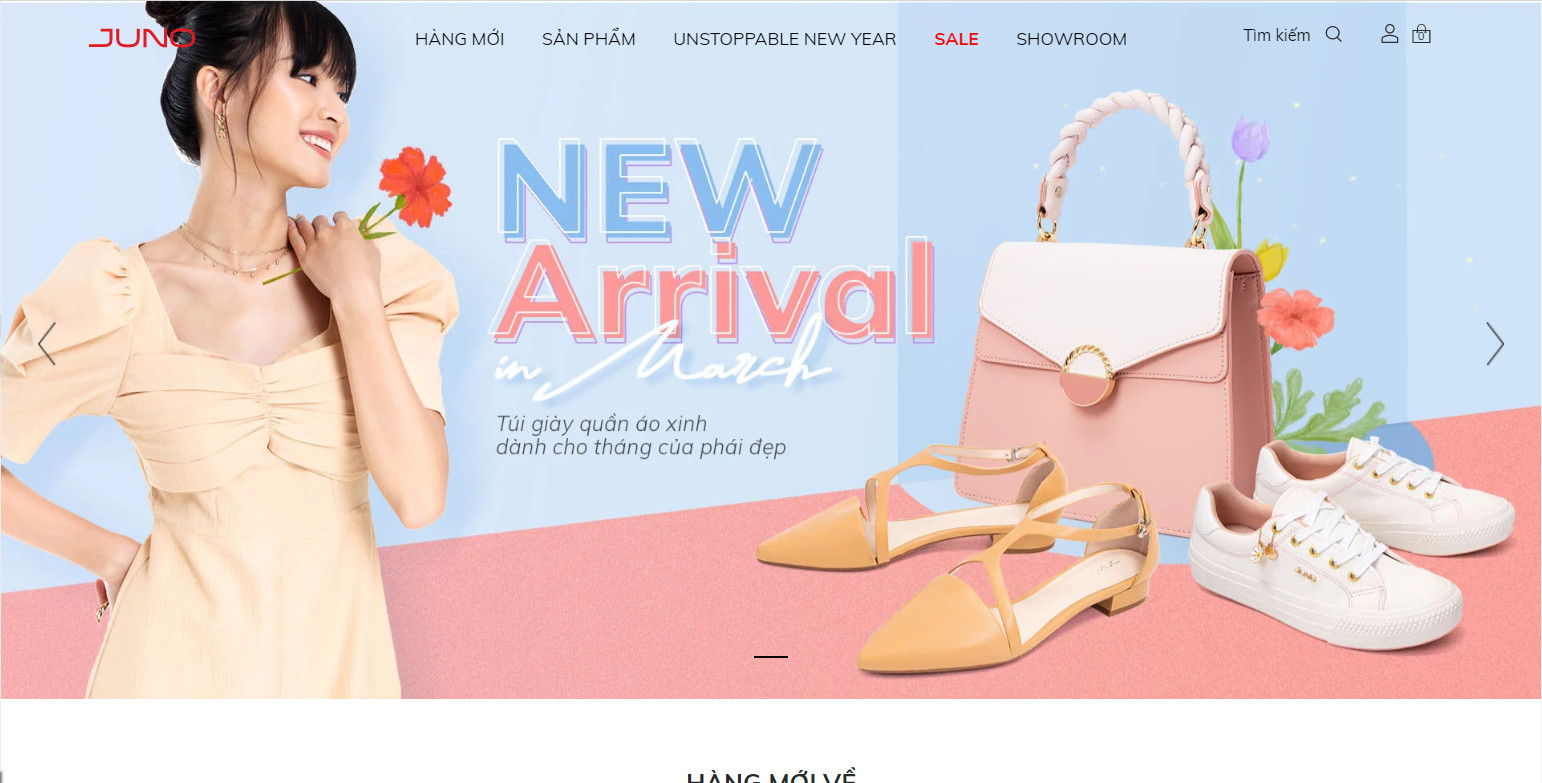 JUNO
HÀNG MỚI
SẢN PHẨM
UNSTOPPABLE NEW YEAR
SALE
SHOWROOM
Tìm kiếm
0
NEW
Arrival
in March
Túi giày quần áo xinh
dành cho tháng của phái đẹp
JUNO
HÀNG MỚI VỀ